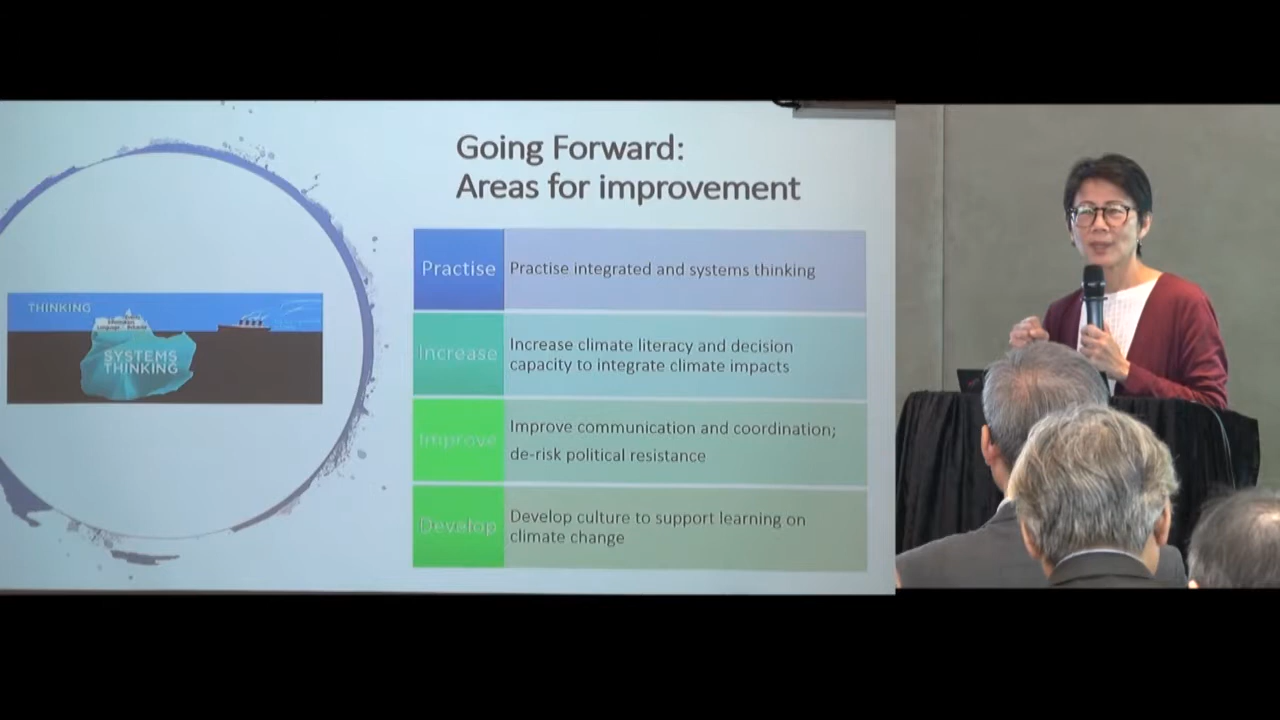 Going Forward:
Areas for improvement
Practise
Practise integrated and systems thinking
Increase
Increase climate literacy and decision
capacity to integrate climate impacts
Improve
Improve communication and coordination;
de-risk political resistance
Develop
Develop culture to support learning on
climate change
THINKING
SYSTEMS
THINKING